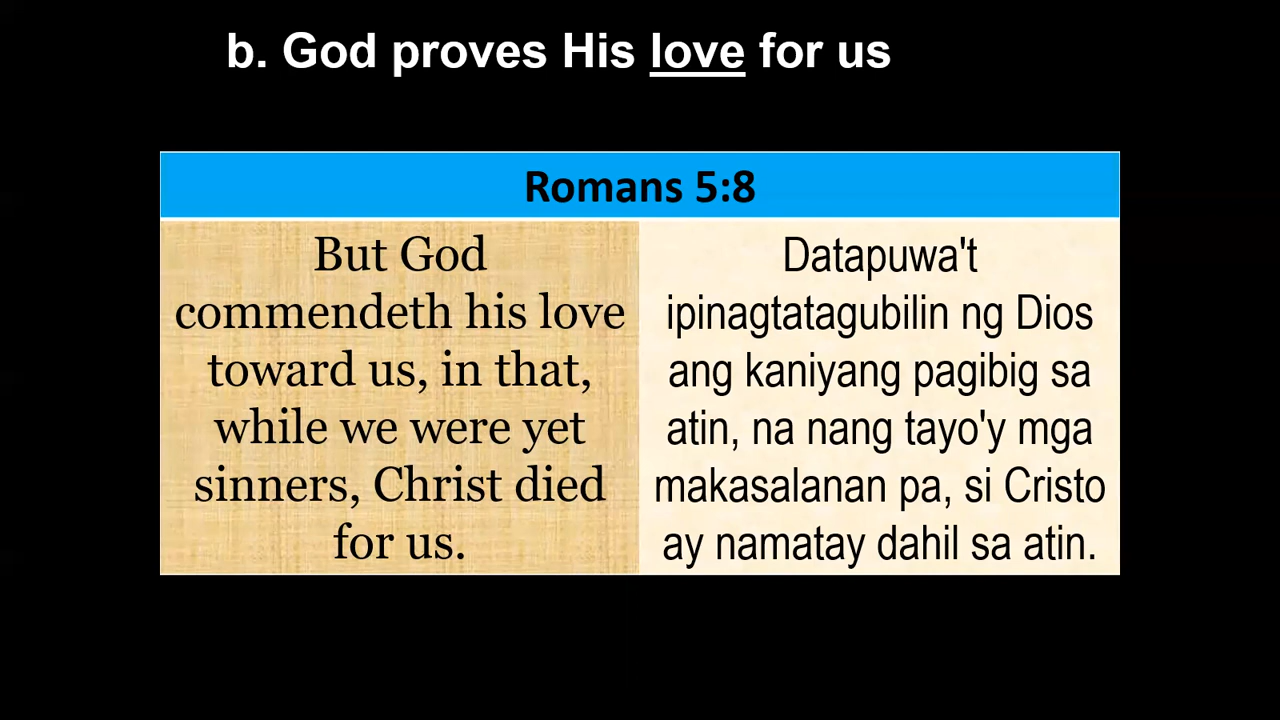 b. God proves His love for us
Romans 5:8
But God
commendeth his love
toward us, in that,
while we were yet
sinners, Christ died
for us.
Datapuwa't
ipinagtatagubilin ng Dios
ang kaniyang pagibig sa
atin, na nang tayo'y mga
makasalanan pa, si Cristo
ay namatay dahil sa atin.